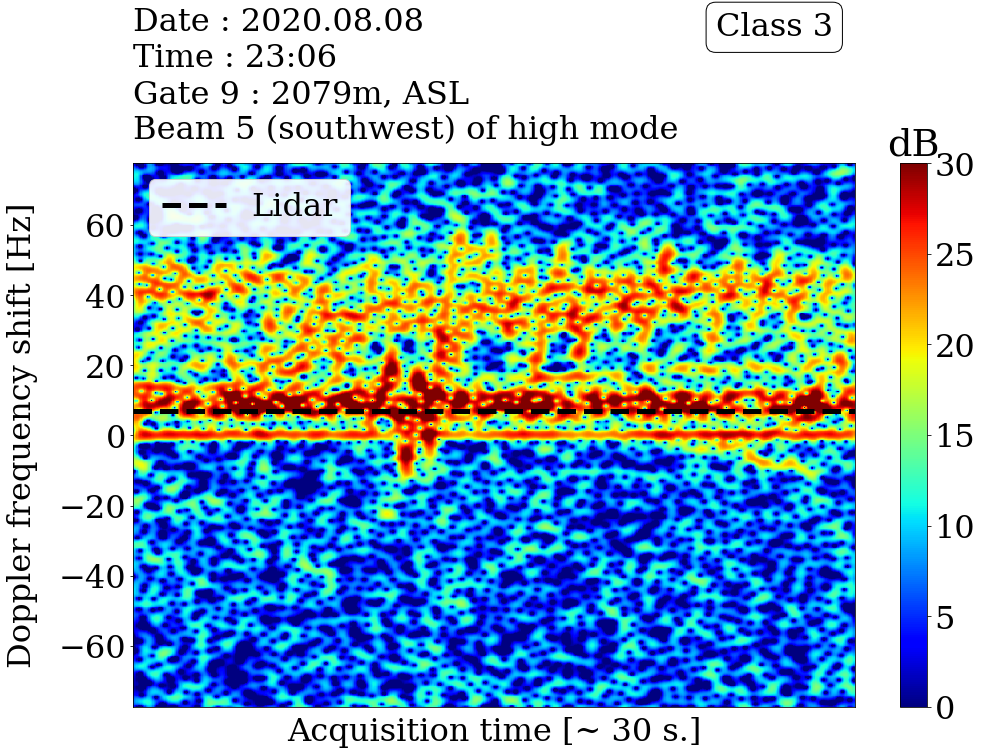 Date : 2020.08.08
Time : 23:06
Gate 9 : 2079m, ASL
Beam 5 (southwest) of high mode
Class 3
dB
Lidar
Doppler frequency shift [Hz]
60
40
20
0
−20
−40
−60
30
25
20
15
10
5
0
Acquisition time [~ 30 s.]